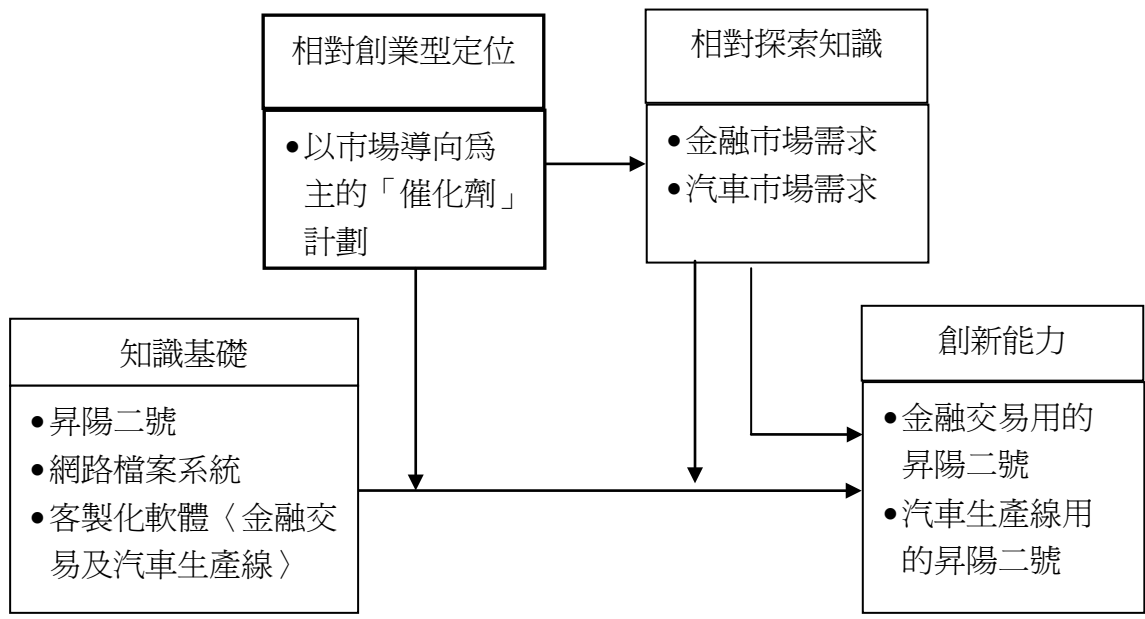 相對創業型定位
•以市場導向為
主的「催化劑」
計劃
相對探索知識
•金融市場需求
•汽車市場需求
知識基礎
•昇陽二號
•網路檔案系統
•客製化軟體〈金融交
易及汽車生產線〉
創新能力
•金融交易用的
昇陽二號
•汽車生產線用
的昇陽二號